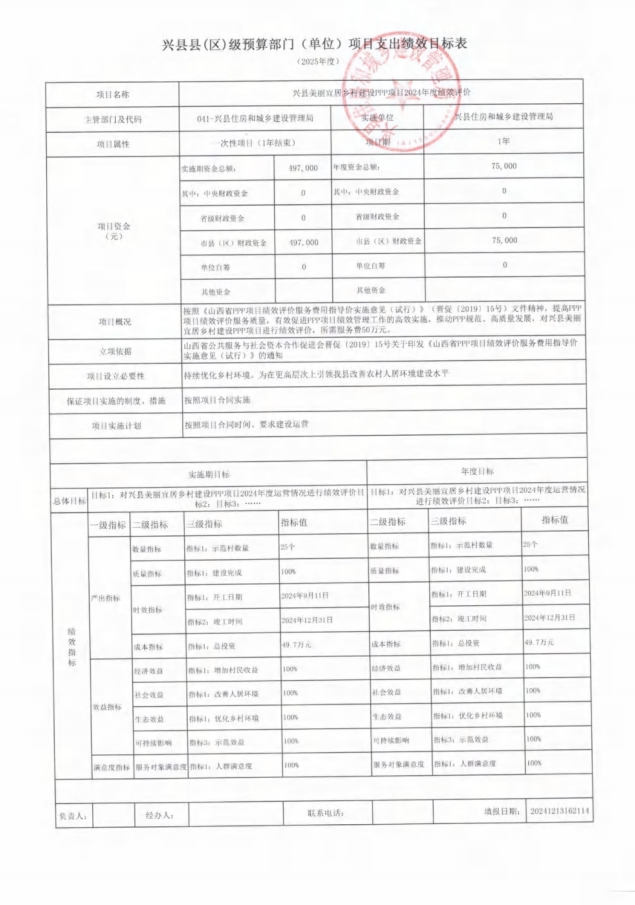 兴县县(区)级预算部门（单位）项目支出绩效目标表
（2025年度）
项目名称 兴县美丽宜居乡村建设PPP项目2024年度绩效评价
主管部门及代码 041-兴县住房和城乡建设管理局 实施单位 兴县住房和城乡建设管理局
项目属性 一次性项目（1年结束） 项目期 1年
项目资金
（元）
实施期资金总额： 497,000 年度资金总额： 75,000
其中：中央财政资金 0 其中：中央财政资金 0
省级财政资金 0 省级财政资金 0
市县（区）财政资金 497,000 市县（区）财政资金 75,000
单位自筹 0 单位自筹 0
其他资金 其他资金
项目概况
按照《山西省PPP项目绩效评价服务费用指导价实施意见（试行）》（晋促〔2019〕15号）文件精神，提高PPP
项目绩效评价服务质量，有效促进PPP项目绩效管理工作的高效实施，推动PPP规范、高质量发展，对兴县美丽
宜居乡村建设PPP项目进行绩效评价，所需服务费50万元。
立项依据
山西省公共服务与社会资本合作促进会晋促〔2019〕15号关于印发《山西省PPP项目绩效评价服务费用指导价
实施意见（试行）》的通知
项目设立必要性 持续优化乡村环境，为在更高层次上引领我县改善农村人居环境建设水平
保证项目实施的制度、措施 按照项目合同实施
项目实施计划 按照项目合同时间、要求建设运营
实施期目标 年度目标
总体目标
目标1：对兴县美丽宜居乡村建设PPP项目2024年度运营情况进行绩效评价目
标2：目标3：……
目标1：对兴县美丽宜居乡村建设PPP项目2024年度运营情况
进行绩效评价目标2：目标3：……
绩效指标
一级指标 二级指标 三级指标 指标值 二级指标 三级指标 指标值
产出指标
数量指标 指标1：示范村数量 25个 数量指标 指标1：示范村数量 25个
质量指标 指标1：建设完成 100% 质量指标 指标1：建设完成 100%
时效指标 指标1：开工日期 2024年9月11日 时效指标 指标1：开工日期 2024年9月11日
指标2：竣工时间 2024年12月31日 指标2：竣工时间 2024年12月31日
成本指标 指标1：总投资 49.7万元 成本指标 指标1：总投资 49.7万元
效益指标
经济效益 指标1：增加村民收益 100% 经济效益 指标1：增加村民收益 100%
社会效益 指标1：改善人居环境 100% 社会效益 指标1：改善人居环境 100%
生态效益 指标1：优化乡村环境 100% 生态效益 指标1：优化乡村环境 100%
可持续影响 指标3：示范效益 100% 可持续影响 指标3：示范效益 100%
满意度指标 服务对象满意度 指标1：人群满意度 100% 服务对象满意度 指标1：人群满意度 100%
负责人： 经办人： 联系电话： 填报日期： 20241213162114